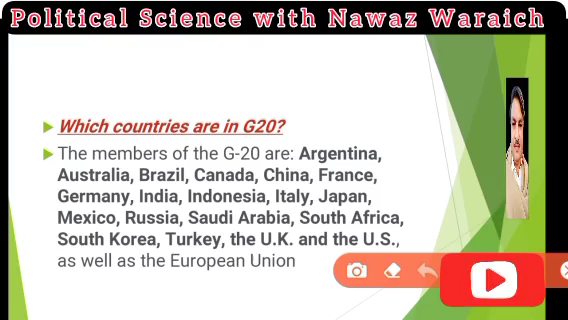 Political Science with Nawaz Waraich
Which countries are in G20?
The members of the G-20 are: Argentina,
Australia, Brazil, Canada, China, France,
Germany, India, Indonesia, Italy, Japan,
Mexico, Russia, Saudi Arabia, South Africa,
South Korea, Turkey, the U.K. and the U.S.,
as well as the European Union